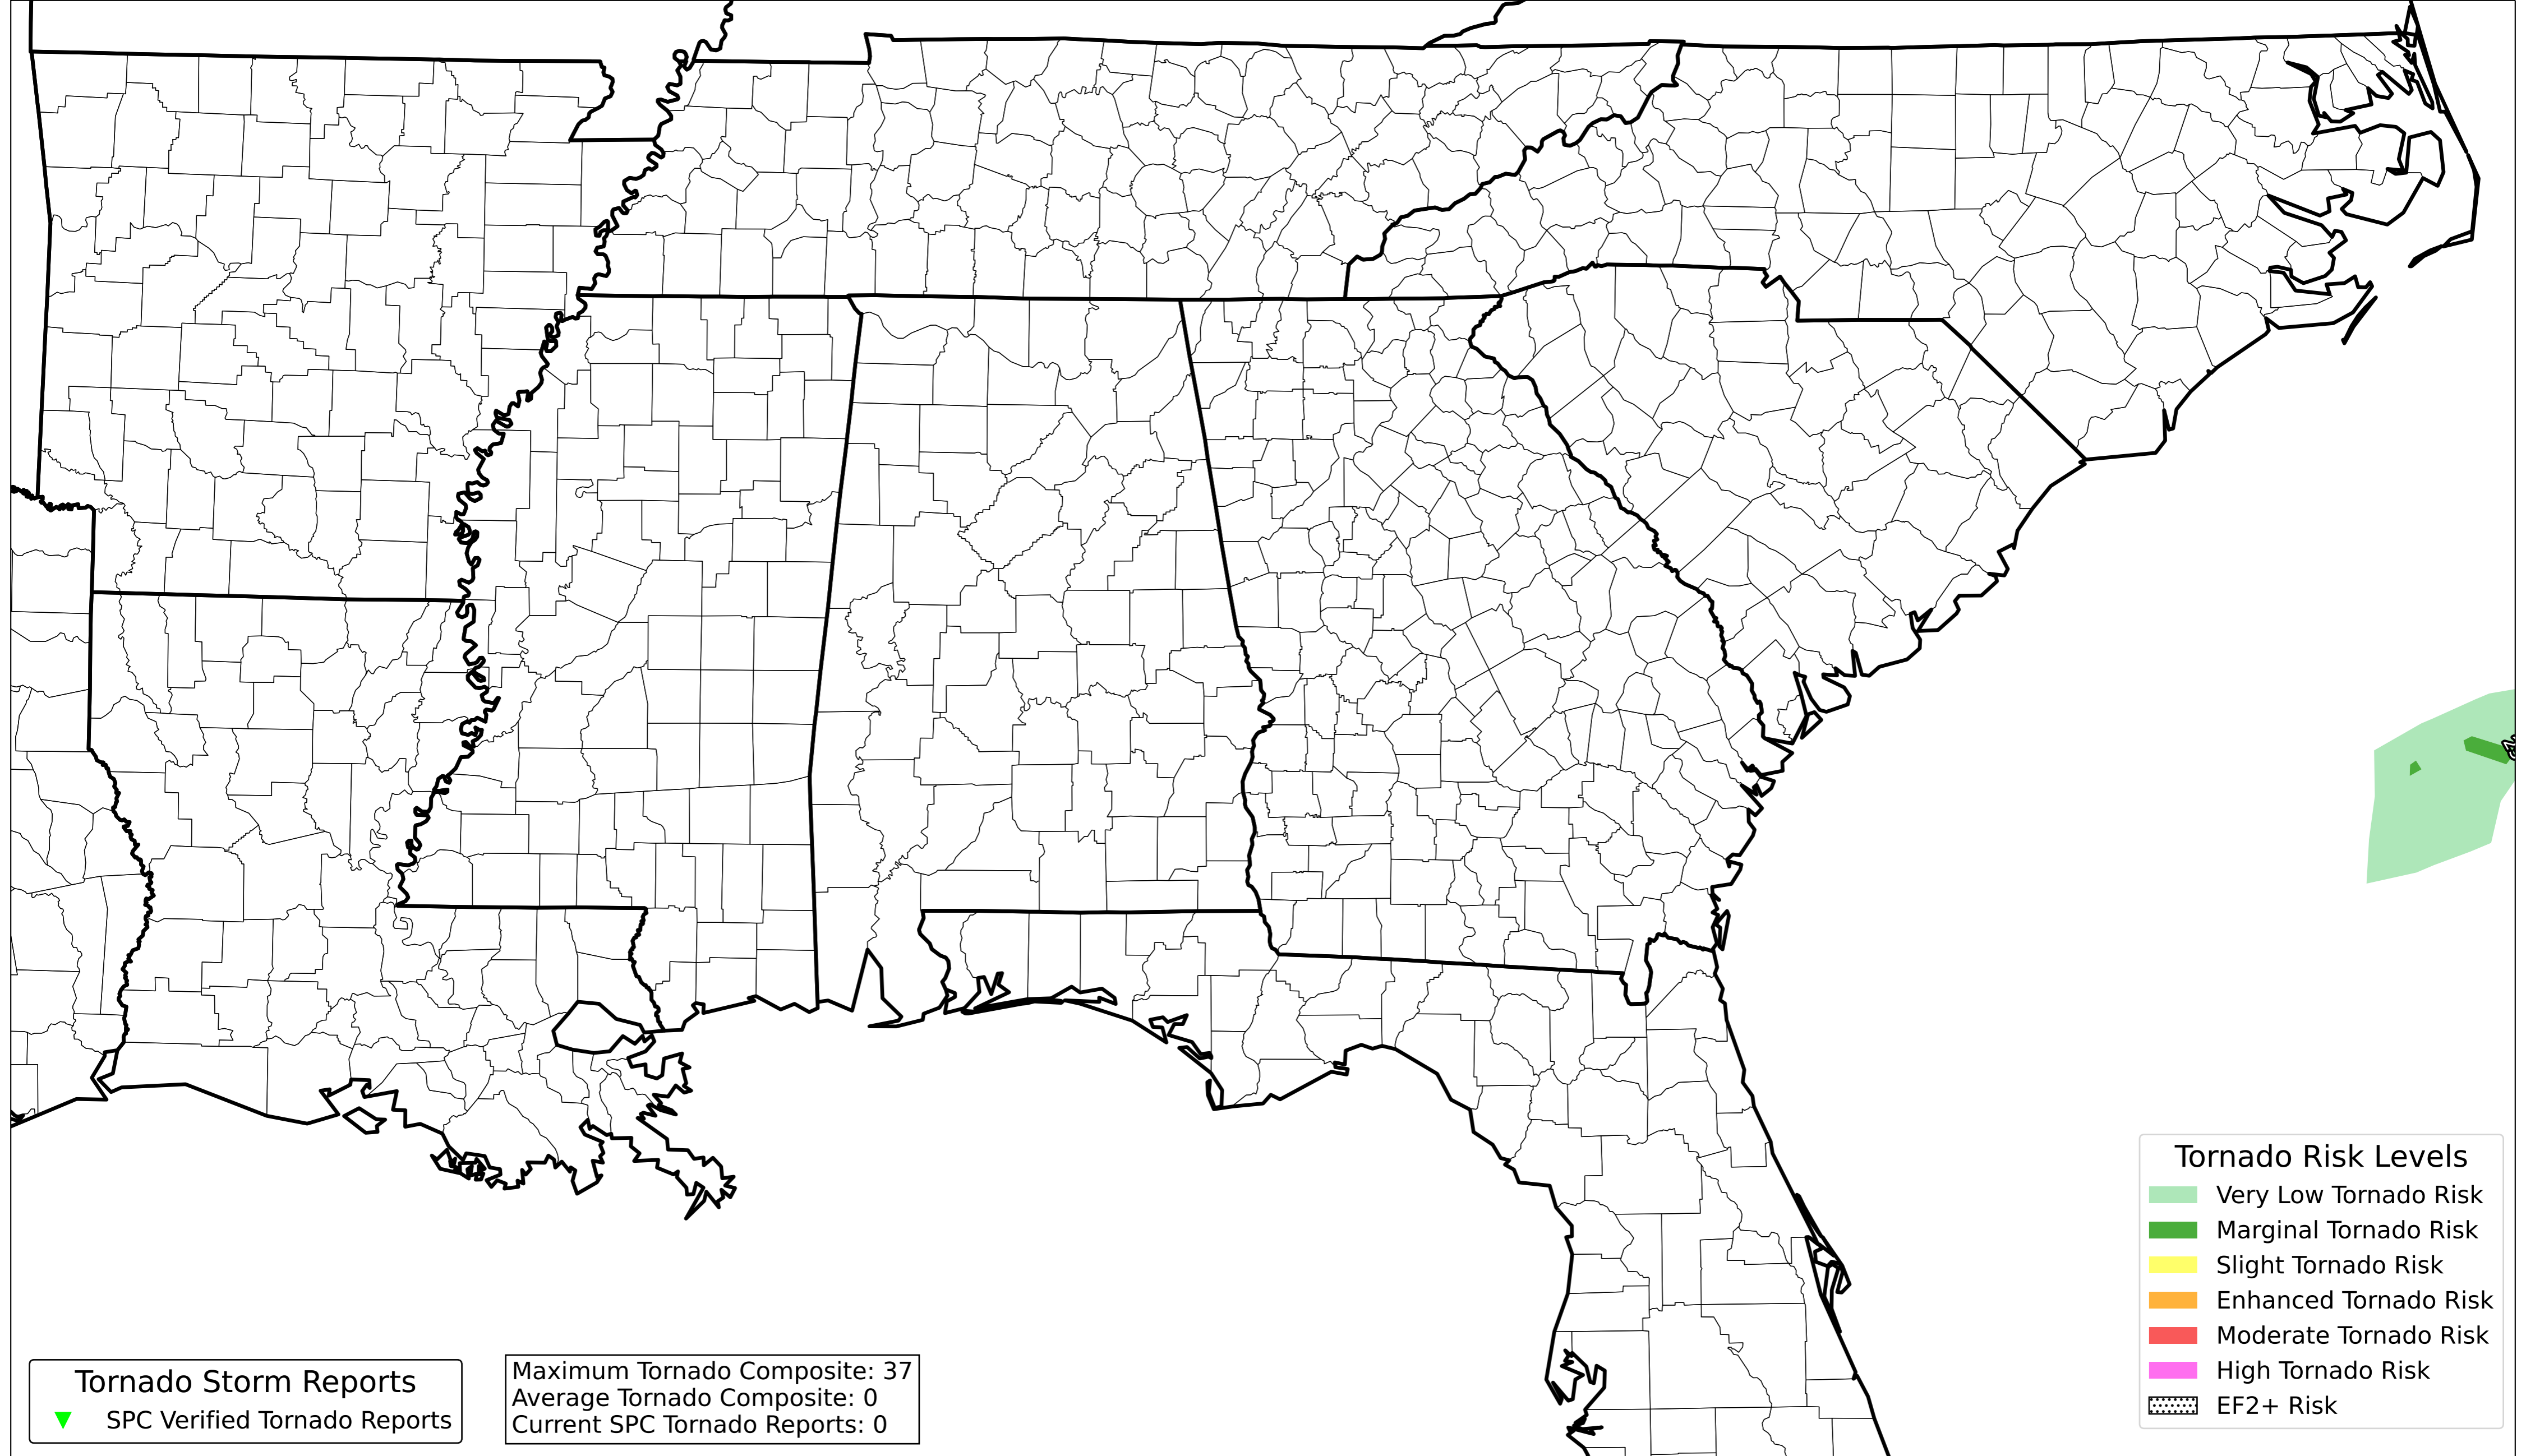 Tornado Storm Reports
SPC Verified Tornado Reports
Maximum Tornado Composite: 37
Average Tornado Composite: 0
Current SPC Tornado Reports: 0
Tornado Risk Levels
Very Low Tornado Risk
Marginal Tornado Risk
Slight Tornado Risk
Enhanced Tornado Risk
Moderate Tornado Risk
High Tornado Risk
EF2+ Risk